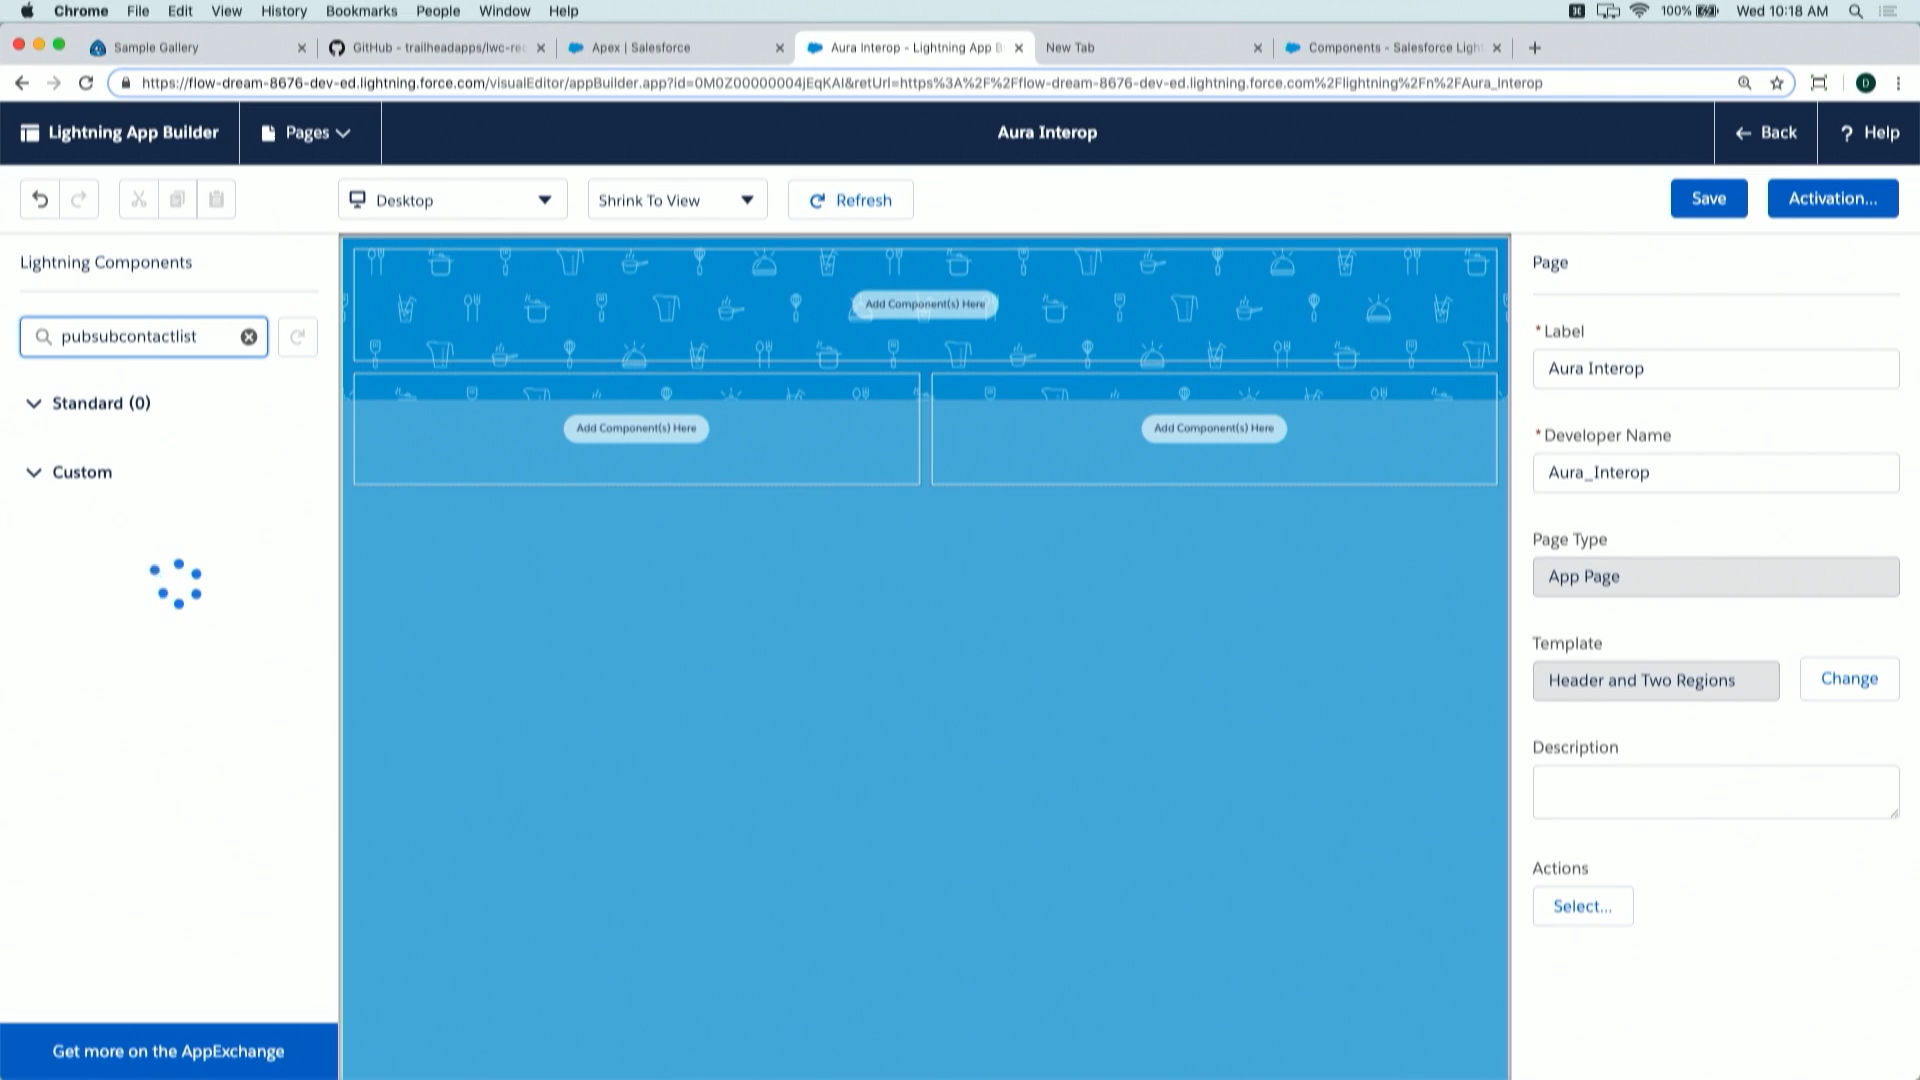 Chrome File Edit View History Bookmarks People Window Help 100% Wed 10:18 AM
Sample Gallery GitHub - trailheadapps/lwc-rec Apex | Salesforce Aura Interop - Lightning App B New Tab Components - Salesforce Ligh
https://flow-dream-8676-dev-ed.lightning.force.com/visualEditor/appBuilder.app?id=0M0Z00000004jEqKAI&retUrl=https%3A%2F%2Fflow-dream-8676-dev-ed.lightning.force.com%2Flightning%2Fn%2FAura_Interop D
Lightning App Builder Pages Aura Interop Back ? Help
Desktop Shrink To View Refresh Save Activation...
Lightning Components
pubsubcontactlist
Standard (0)
Custom
Get more on the AppExchange
Add Component(s) Here
Add Component(s) Here Add Component(s) Here
Page
*Label
Aura Interop
*Developer Name
Aura_Interop
Page Type
App Page
Template
Header and Two Regions Change
Description
Actions
Select...